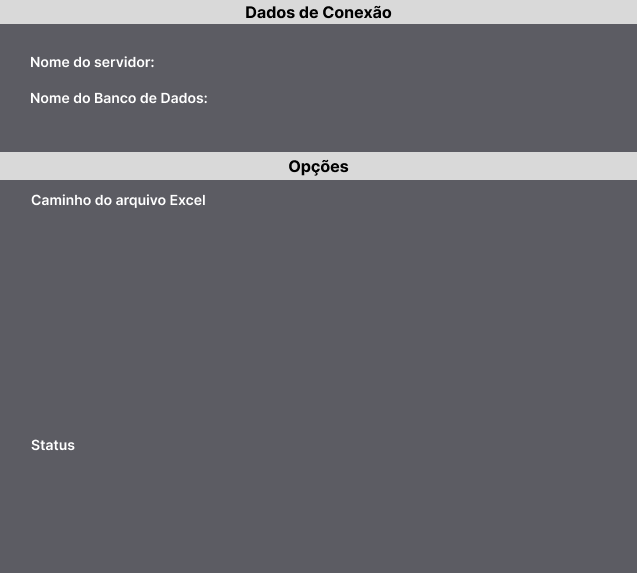 Dados de Conexão
Nome do servidor:
Nome do Banco de Dados:
Opções
Caminho do arquivo Excel
Status